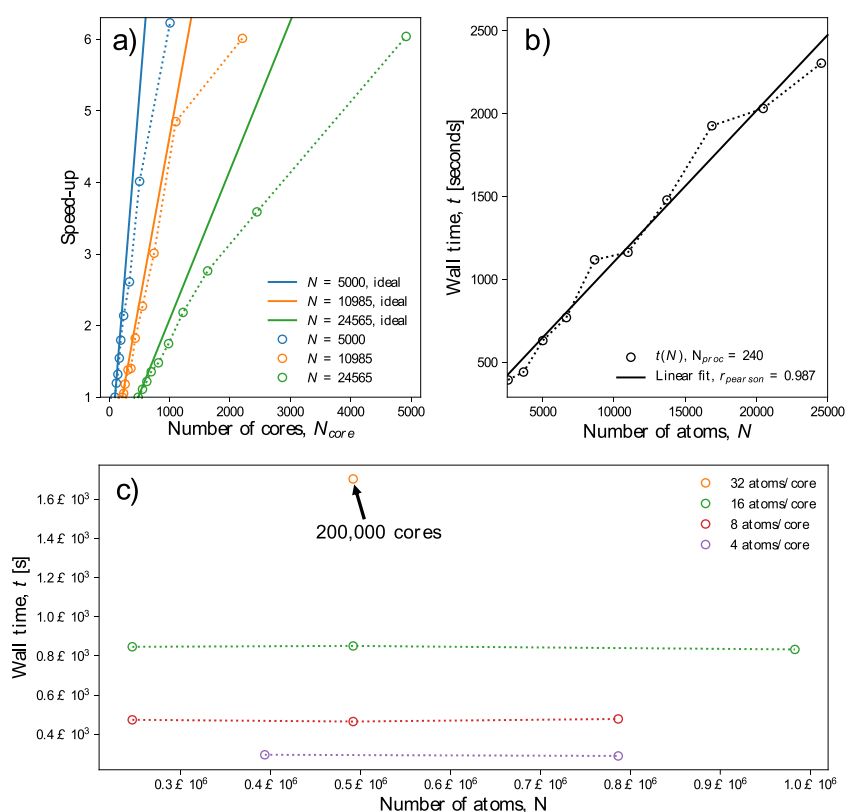 a)
6
5
4
3
2
1
Speed-up
N = 5000, ideal
N = 10985, ideal
N = 24565, ideal
N = 5000
N = 10985
N = 24565
0 1000 2000 3000 4000 5000
Number of cores, N_core
b)
2500
2000
1500
1000
500
Wall time, t [seconds]
t(N), N_proc = 240
Linear fit, r_pearson = 0.987
5000 10000 15000 20000 25000
Number of atoms, N
c)
1.6 £ 10³
1.4 £ 10³
1.2 £ 10³
1.0 £ 10³
0.8 £ 10³
0.6 £ 10³
0.4 £ 10³
Wall time, t [s]
200,000 cores
32 atoms/core
16 atoms/core
8 atoms/core
4 atoms/core
0.3 £ 10⁶ 0.4 £ 10⁶ 0.5 £ 10⁶ 0.6 £ 10⁶ 0.7 £ 10⁶ 0.8 £ 10⁶ 0.9 £ 10⁶ 1.0 £ 10⁶
Number of atoms, N